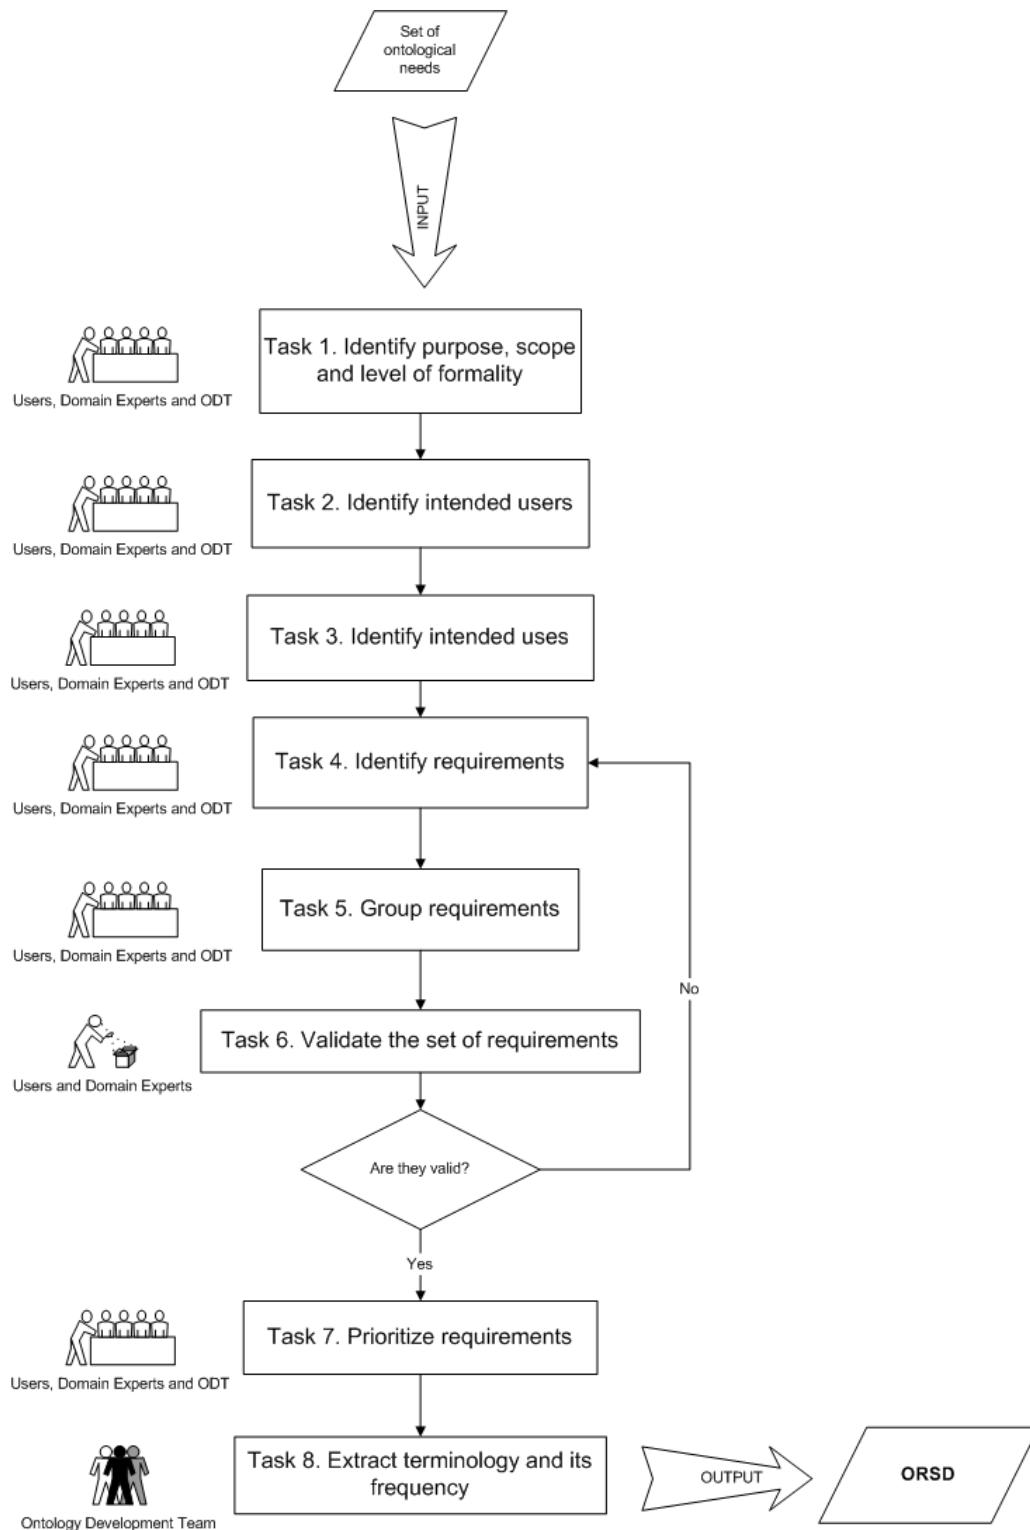 Set of
ontological
needs
INPUT
Task 1. Identify purpose, scope
and level of formality
Users, Domain Experts and ODT
Task 2. Identify intended users
Users, Domain Experts and ODT
Task 3. Identify intended uses
Users, Domain Experts and ODT
Task 4. Identify requirements
Users, Domain Experts and ODT
Task 5. Group requirements
Users, Domain Experts and ODT
No
Task 6. Validate the set of requirements
Users and Domain Experts
Are they valid?
Yes
Task 7. Prioritize requirements
Users, Domain Experts and ODT
Task 8. Extract terminology and its
frequency
Ontology Development Team
OUTPUT
ORSD